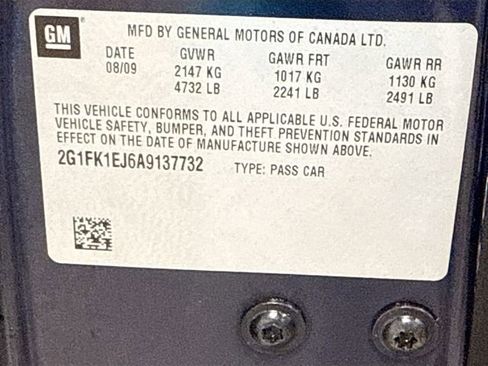 GM
MFD BY GENERAL MOTORS OF CANADA LTD.
DATE GVWR GAWR FRT GAWR RR
08/09 2147 KG 1017 KG 1130 KG
4732 LB 2241 LB 2491 LB
THIS VEHICLE CONFORMS TO ALL APPLICABLE U.S. FEDERAL MOTOR
VEHICLE SAFETY, BUMPER, AND THEFT PREVENTION STANDARDS IN
EFFECT ON THE DATE OF MANUFACTURE SHOWN ABOVE.
2G1FK1EJ6A9137732 TYPE: PASS CAR